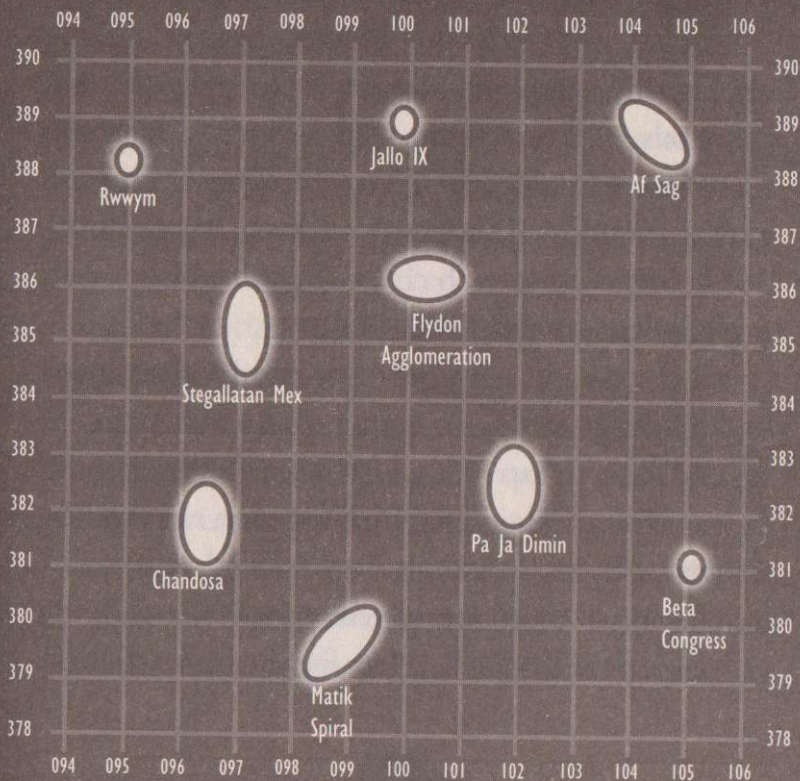 094 095 096 097 098 099 100 101 102 103 104 105 106
390 390
389 389
Jallo IX
388 388
Rwwym
Af Sag
387 387
386 386
Flydon
385 385
Agglomeration
384 384
Stegallatan Mex
383 383
382 382
Pa Ja Dimin
381 381
Chandosa
Beta
380 380
Congress
379 379
Matik
Spiral
378 378
094 095 096 097 098 099 100 101 102 103 104 105 106